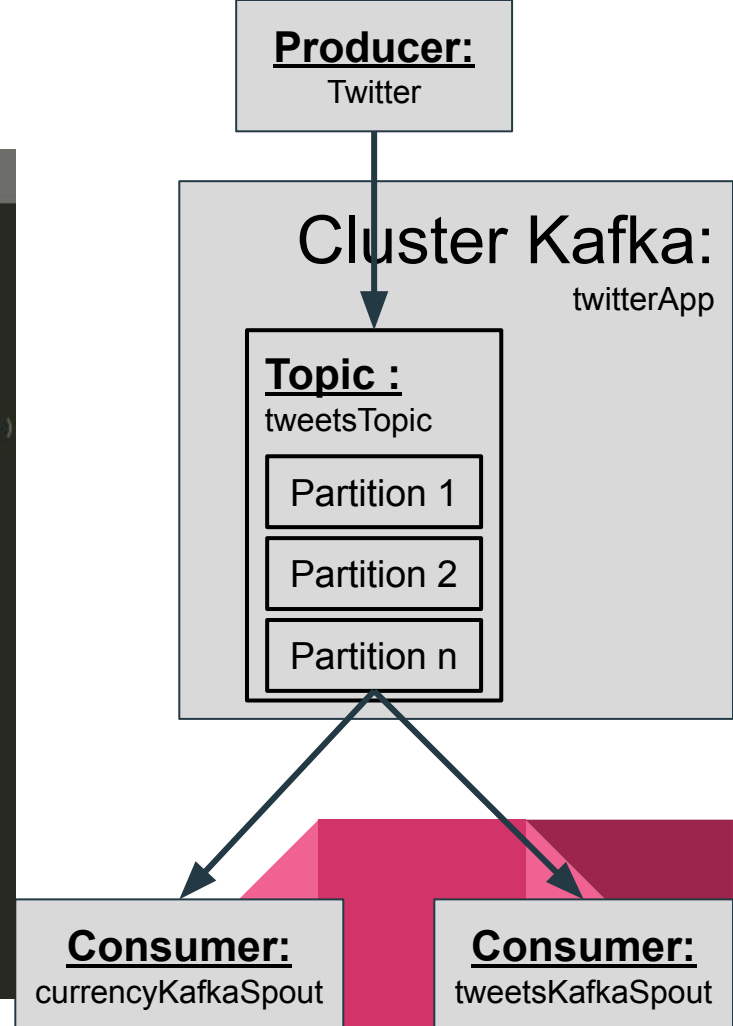 Producer:
Twitter
Cluster Kafka:
twitterApp
Topic :
tweetsTopic
Partition 1
Partition 2
Partition n
Consumer:
currencyKafkaSpout
Consumer:
tweetsKafkaSpout
)